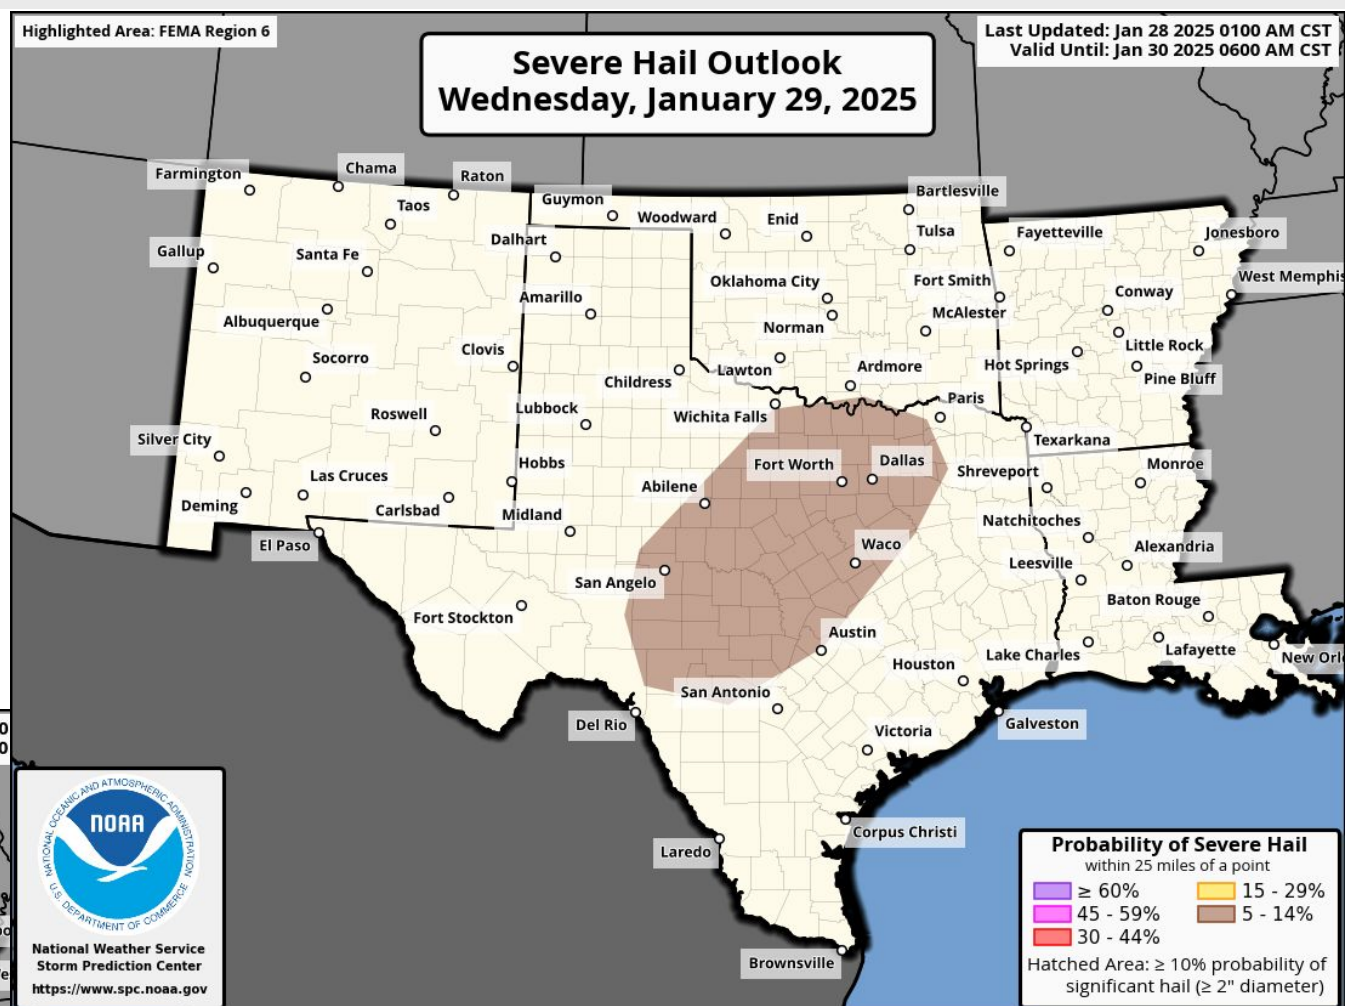 Highlighted Area: FEMA Region 6
Last Updated: Jan 28 2025 0100 AM CST
Valid Until: Jan 30 2025 0600 AM CST
Severe Hail Outlook
Wednesday, January 29, 2025
Farmington
Chama
Raton
Guymon
Bartlesville
Taos
Woodward
Enid
Tulsa
Fayetteville
Jonesboro
Gallup
Santa Fe
Dalhart
Oklahoma City
Fort Smith
West Memphis
Amarillo
Conway
Albuquerque
Norman
McAlester
Socorro
Clovis
Little Rock
Childress
Lawton
Ardmore
Hot Springs
Pine Bluff
Roswell
Lubbock
Wichita Falls
Paris
Silver City
Texarkana
Las Cruces
Hobbs
Fort Worth
Dallas
Shreveport
Monroe
Deming
Carlsbad
Midland
Abilene
Natchitoches
El Paso
Waco
Alexandria
San Angelo
Leesville
Fort Stockton
Baton Rouge
Austin
Houston
Lake Charles
Lafayette
New Orl
San Antonio
Del Rio
Victoria
Galveston
Corpus Christi
Laredo
Brownsville
NATIONAL OCEANIC AND ATMOSPHERIC ADMINISTRATION
NOAA
U.S. DEPARTMENT OF COMMERCE
National Weather Service
Storm Prediction Center
https://www.spc.noaa.gov
Probability of Severe Hail
within 25 miles of a point
≥ 60%
15 - 29%
45 - 59%
5 - 14%
30 - 44%
Hatched Area: ≥ 10% probability of
significant hail (≥ 2" diameter)
0
0